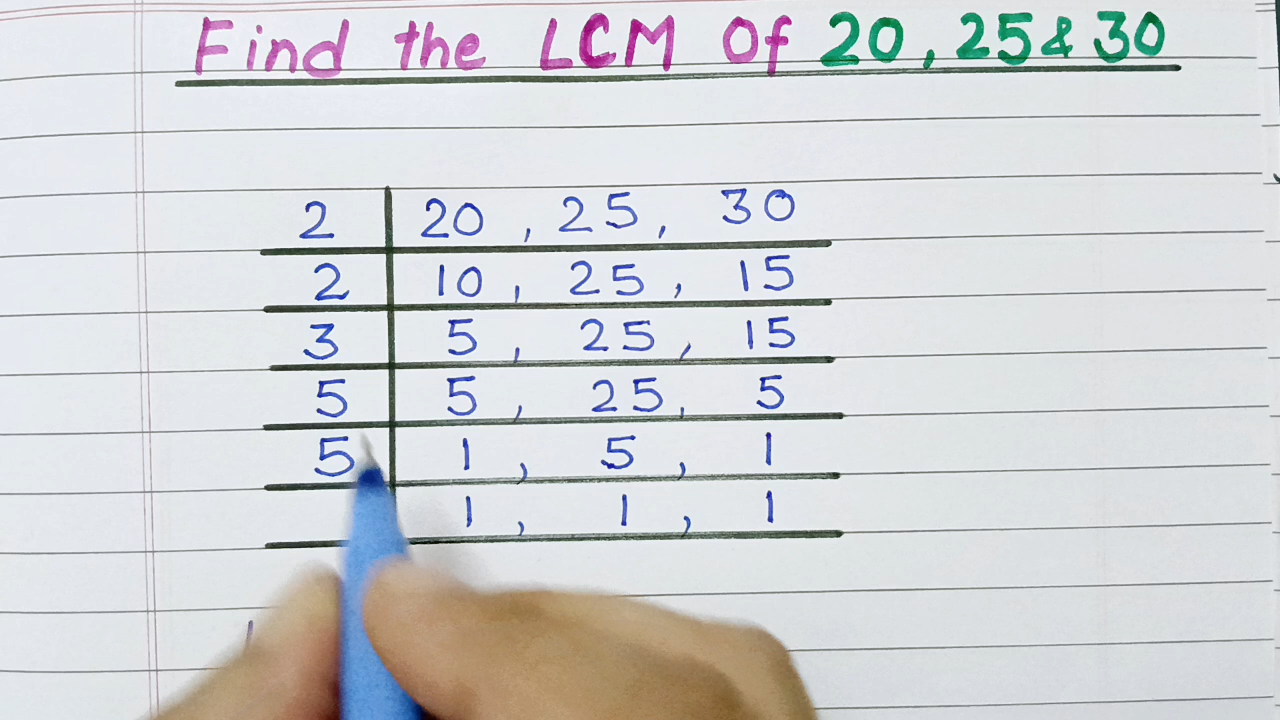 Find the LCM Of 20, 25 & 30
2 20, 25, 30
2 10, 25, 15
3 5, 25, 15
5 5, 25, 5
5 1, 5, 1
1, 1, 1